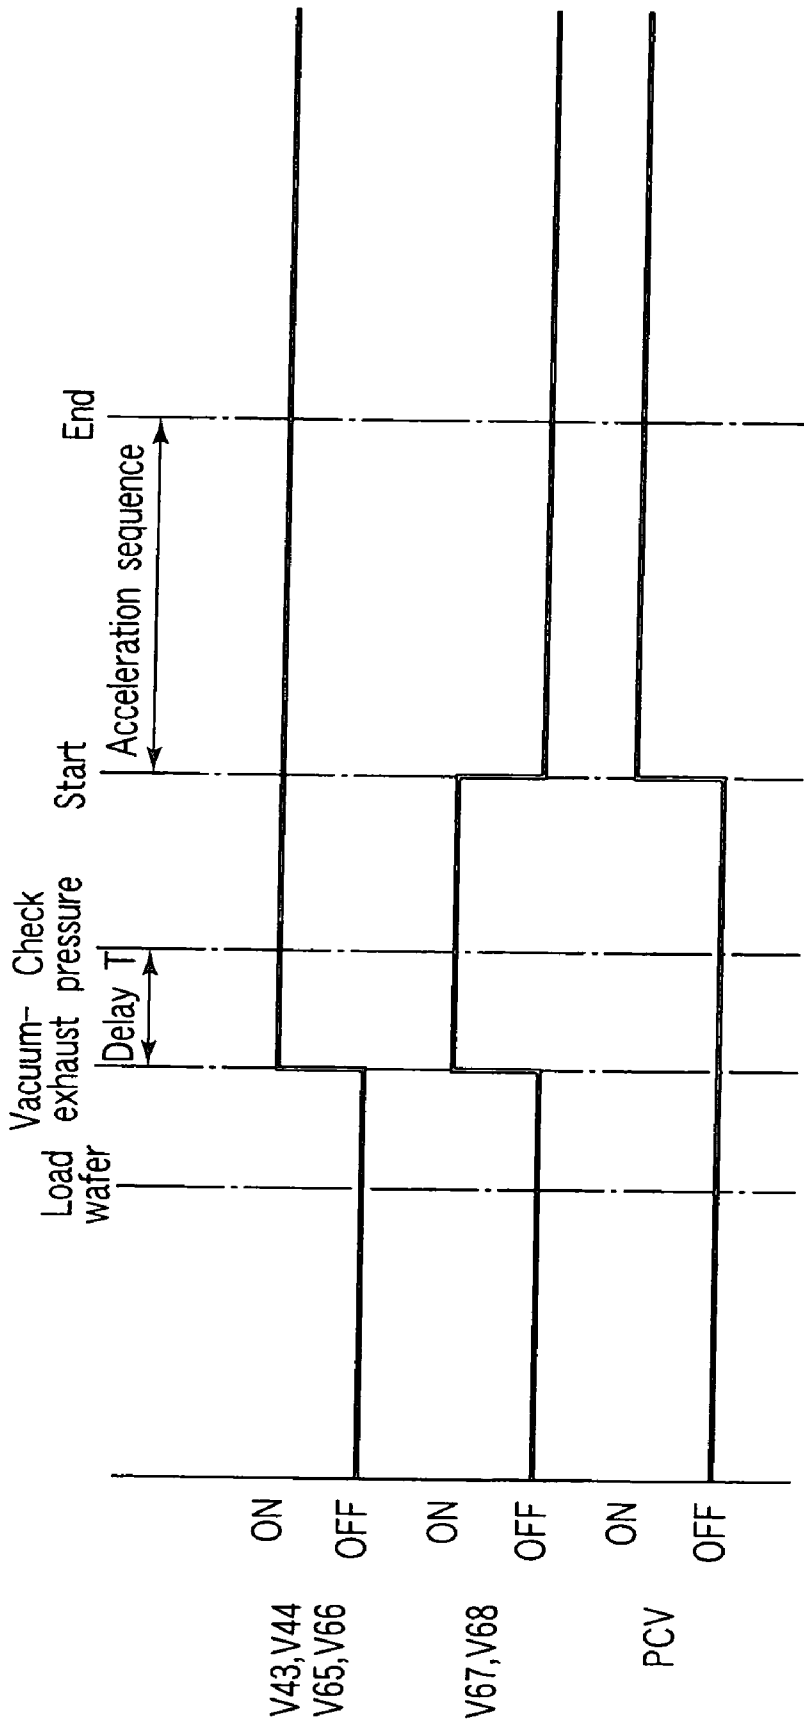 Load
wafer
Vacuum-
exhaust
Check
pressure
Start
End
Delay T
Acceleration sequence
V43,V44
V65,V66
ON
OFF
V67,V68
ON
OFF
PCV
ON
OFF